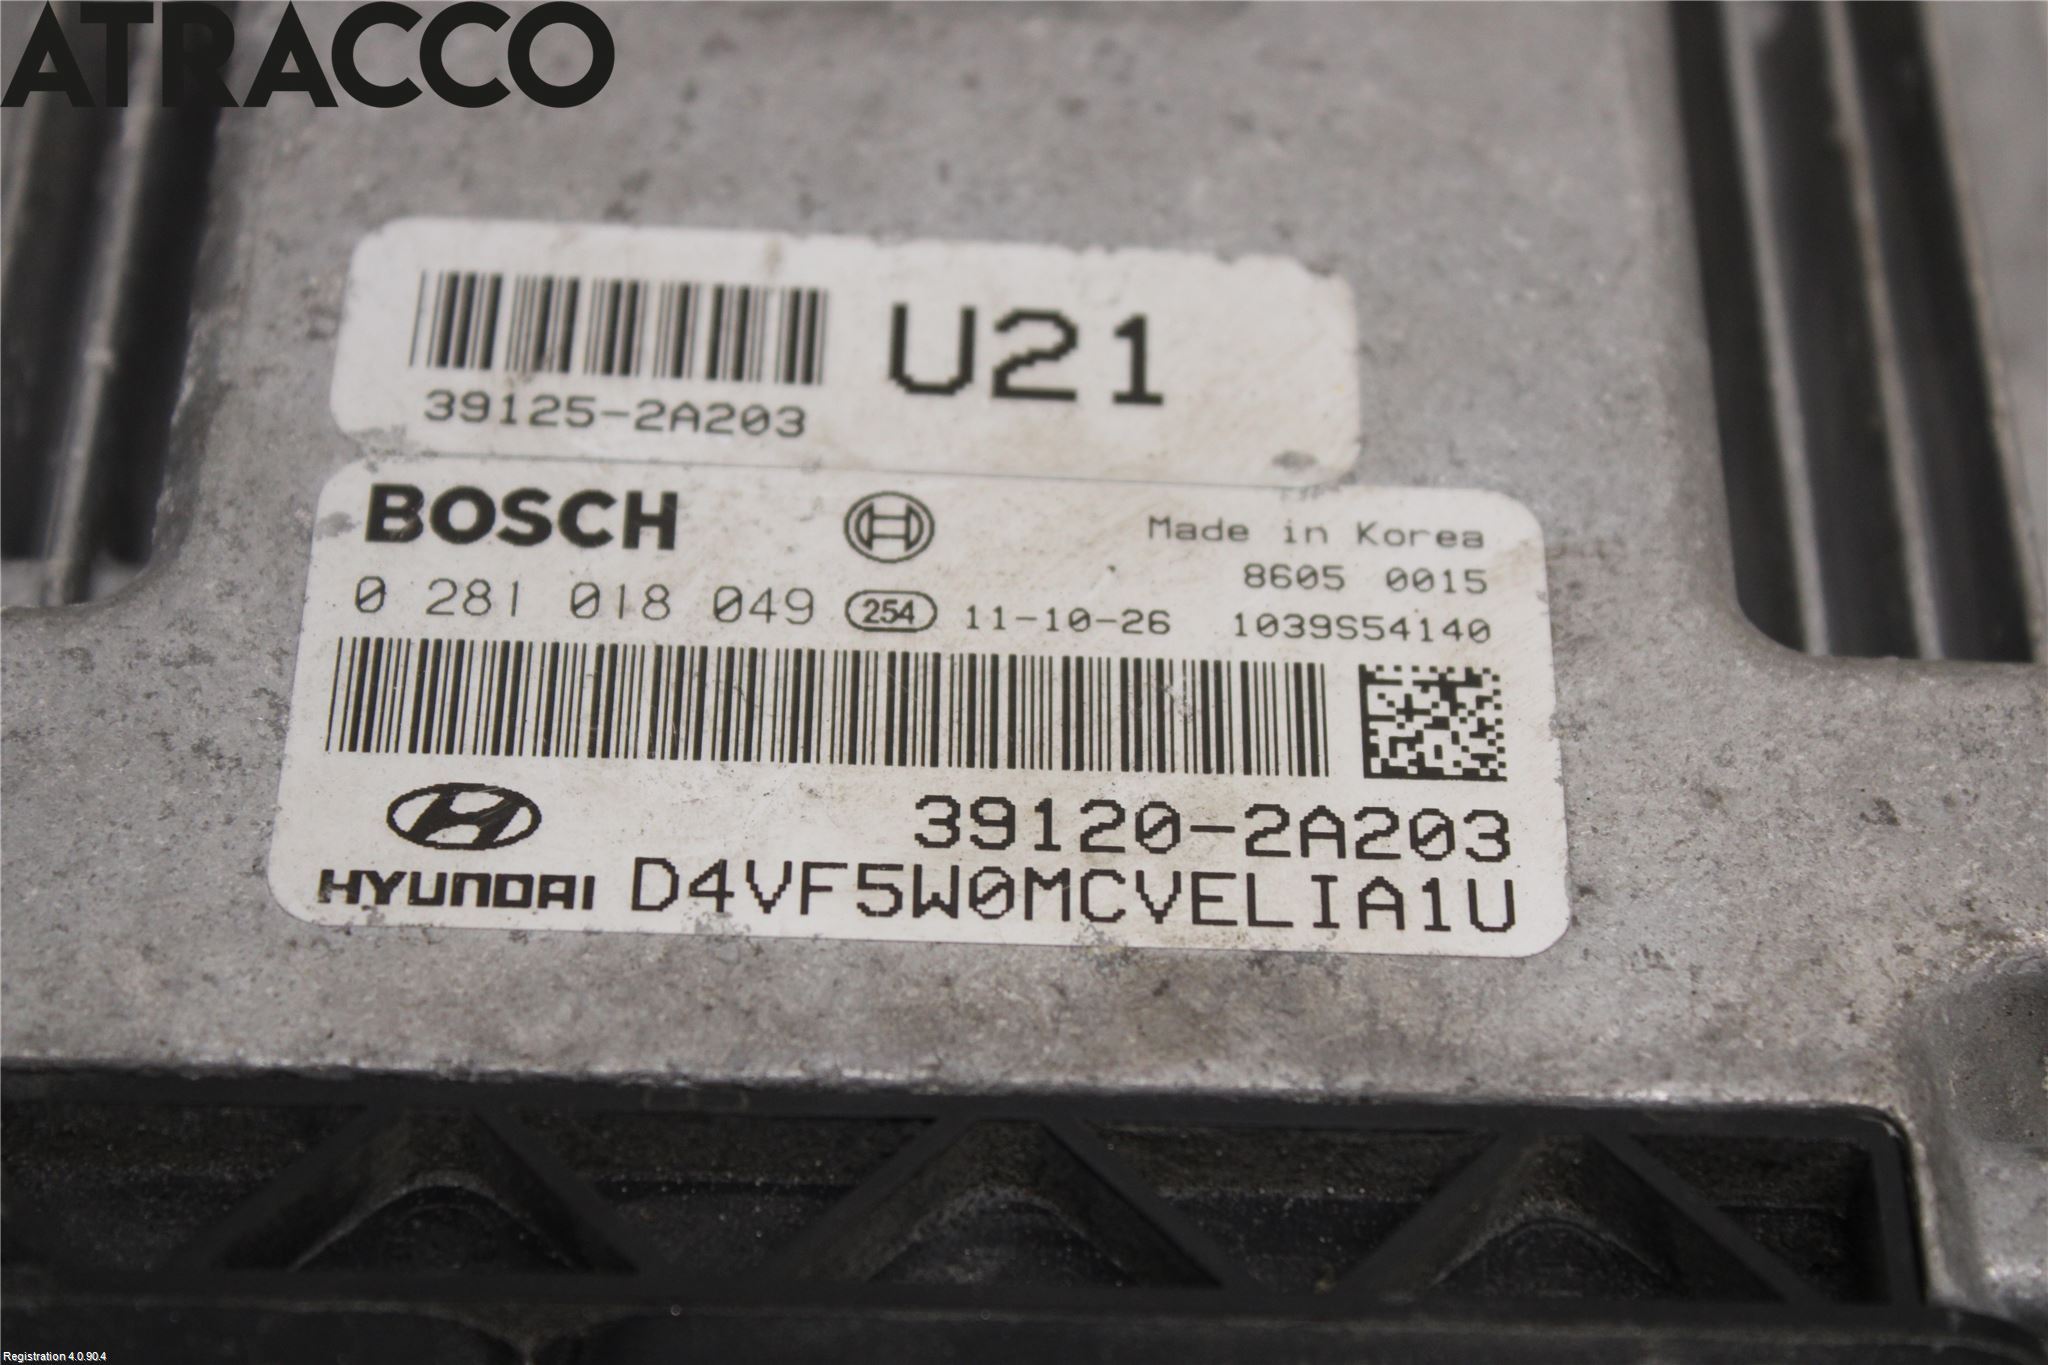 ATRACCO
U21
39125-2A203
BOSCH
Made in Korea
8605 0015
0 281 018 049 254 11-10-26 1039S54140
39120-2A203
HYUNDAI D4VF5W0MCVELIA1U
Registration 4.0.90.4